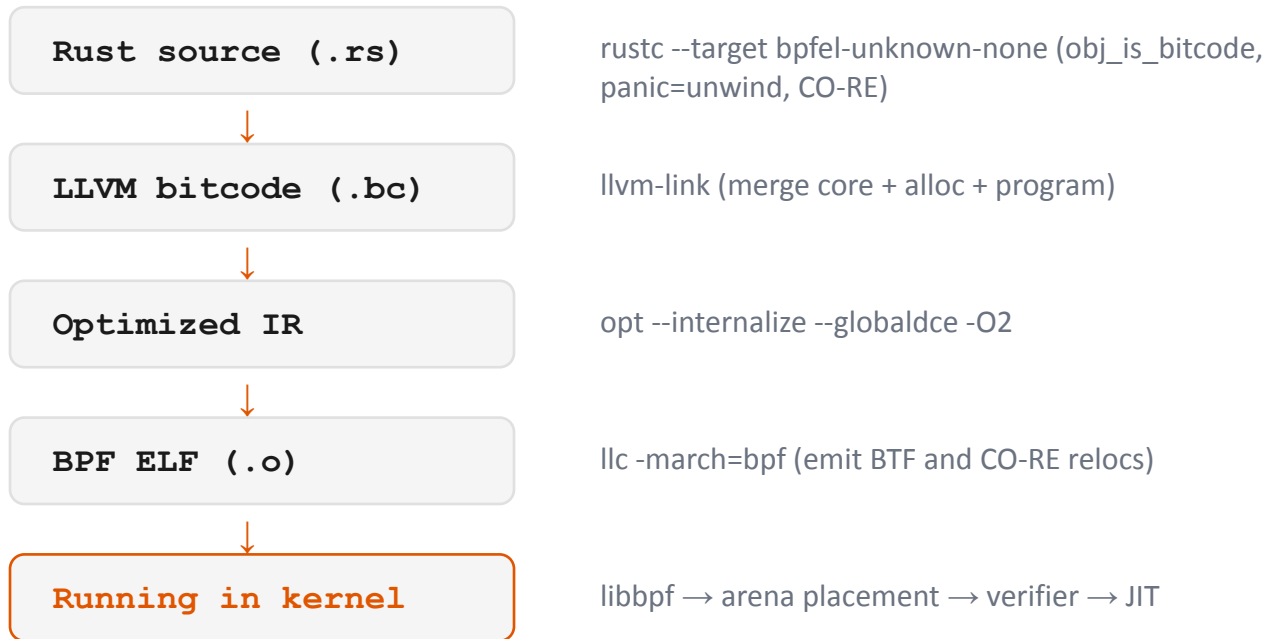 Rust source (.rs)
rustc --target bpfel-unknown-none (obj_is_bitcode,
panic=unwind, CO-RE)
↓
LLVM bitcode (.bc)
llvm-link (merge core + alloc + program)
↓
Optimized IR
opt --internalize --globaldce -O2
↓
BPF ELF (.o)
llc -march=bpf (emit BTF and CO-RE relocs)
↓
Running in kernel
libbpf → arena placement → verifier → JIT